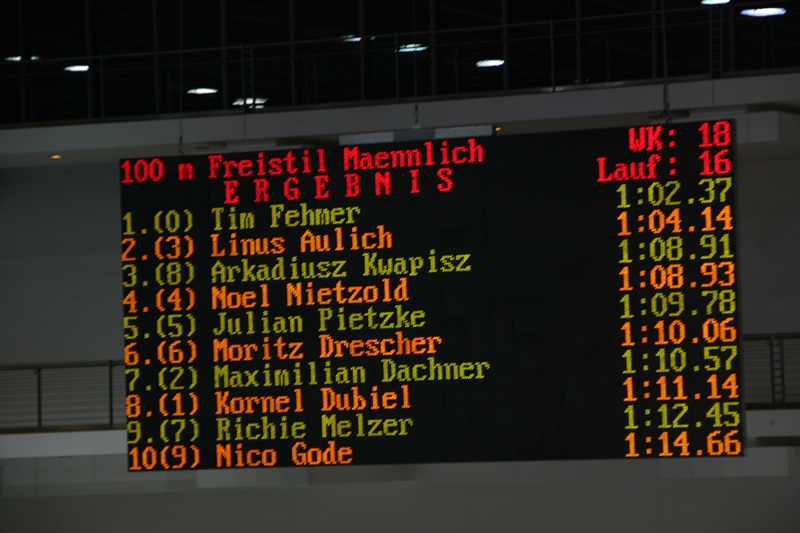 100 m Freistil Maennlich WK: 18
E R G E B N I S Lauf: 16
1.(0) Tim Fehmer 1:02.37
2.(3) Linus Aulich 1:04.14
3.(8) Arkadiusz Kwapisz 1:08.91
4.(4) Noel Nietzold 1:08.93
5.(5) Julian Pietzke 1:09.78
6.(6) Moritz Drescher 1:10.06
7.(2) Maximilian Dachner 1:10.57
8.(1) Kornel Dubiel 1:11.14
9.(7) Richie Melzer 1:12.45
10(9) Nico Gode 1:14.66